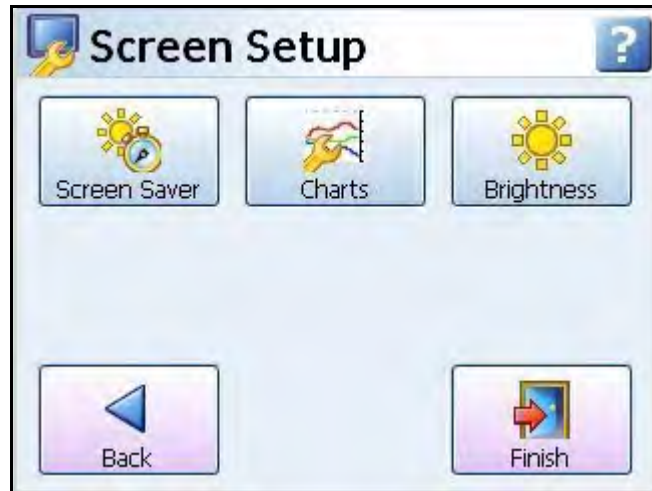 Screen Setup
?
Screen Saver
Charts
Brightness
Back
Finish